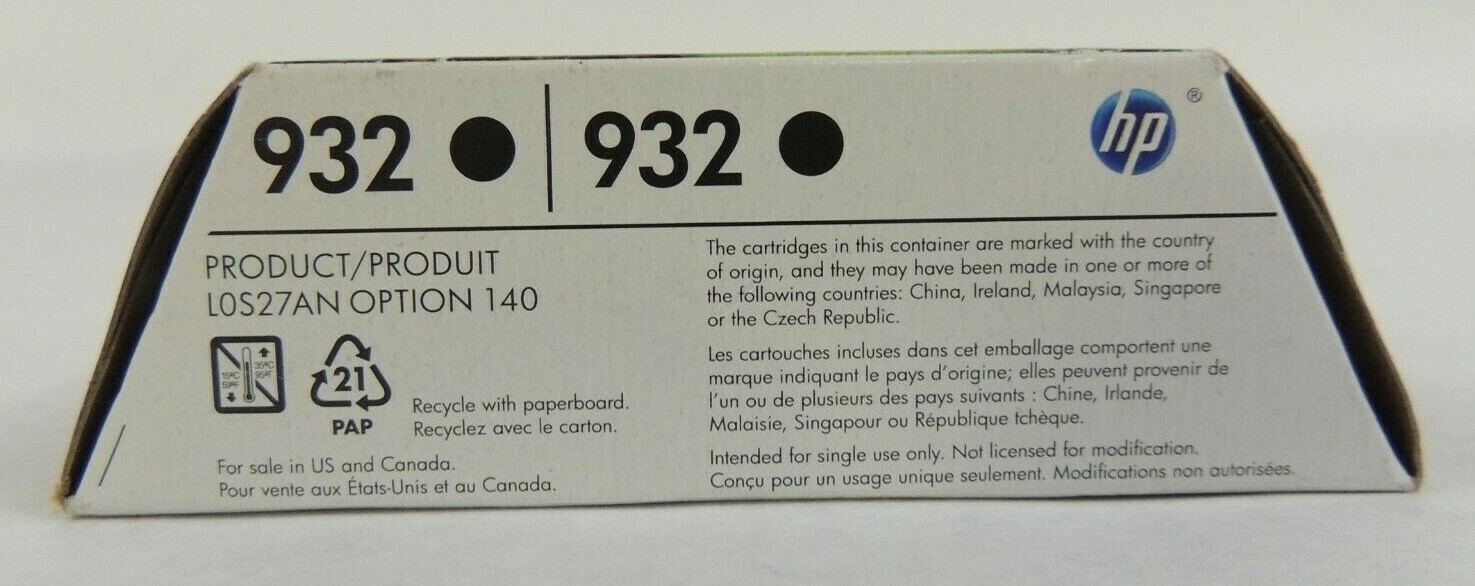 932 ● | 932 ●
hp ®
PRODUCT/PRODUIT
L0S27AN OPTION 140
35°C
95°F
15°C
59°F
21
PAP
Recycle with paperboard.
Recyclez avec le carton.
For sale in US and Canada.
Pour vente aux États-Unis et au Canada.
The cartridges in this container are marked with the country
of origin, and they may have been made in one or more of
the following countries: China, Ireland, Malaysia, Singapore
or the Czech Republic.
Les cartouches incluses dans cet emballage comportent une
marque indiquant le pays d'origine; elles peuvent provenir de
l'un ou de plusieurs des pays suivants : Chine, Irlande,
Malaisie, Singapour ou République tchèque.
Intended for single use only. Not licensed for modification.
Conçu pour un usage unique seulement. Modifications non autorisées.